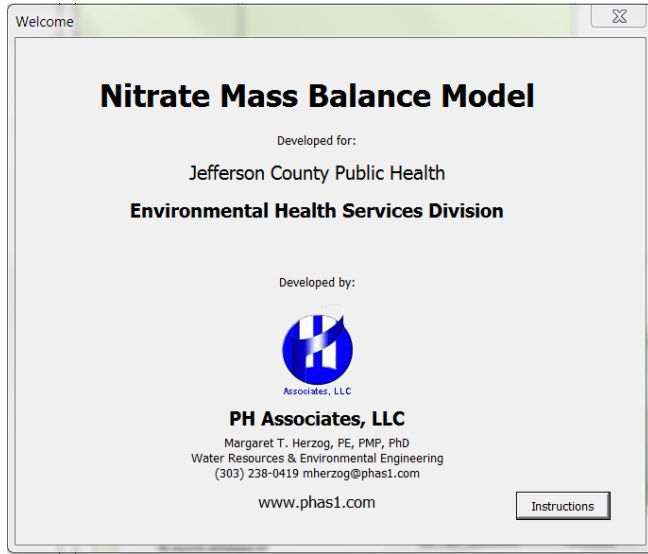 Welcome
Nitrate Mass Balance Model
Developed for:
Jefferson County Public Health
Environmental Health Services Division
Developed by:
H
Associates, LLC
PH Associates, LLC
Margaret T. Herzog, PE, PMP, PhD
Water Resources & Environmental Engineering
(303) 238-0419 mherzog@phas1.com
www.phas1.com
Instructions